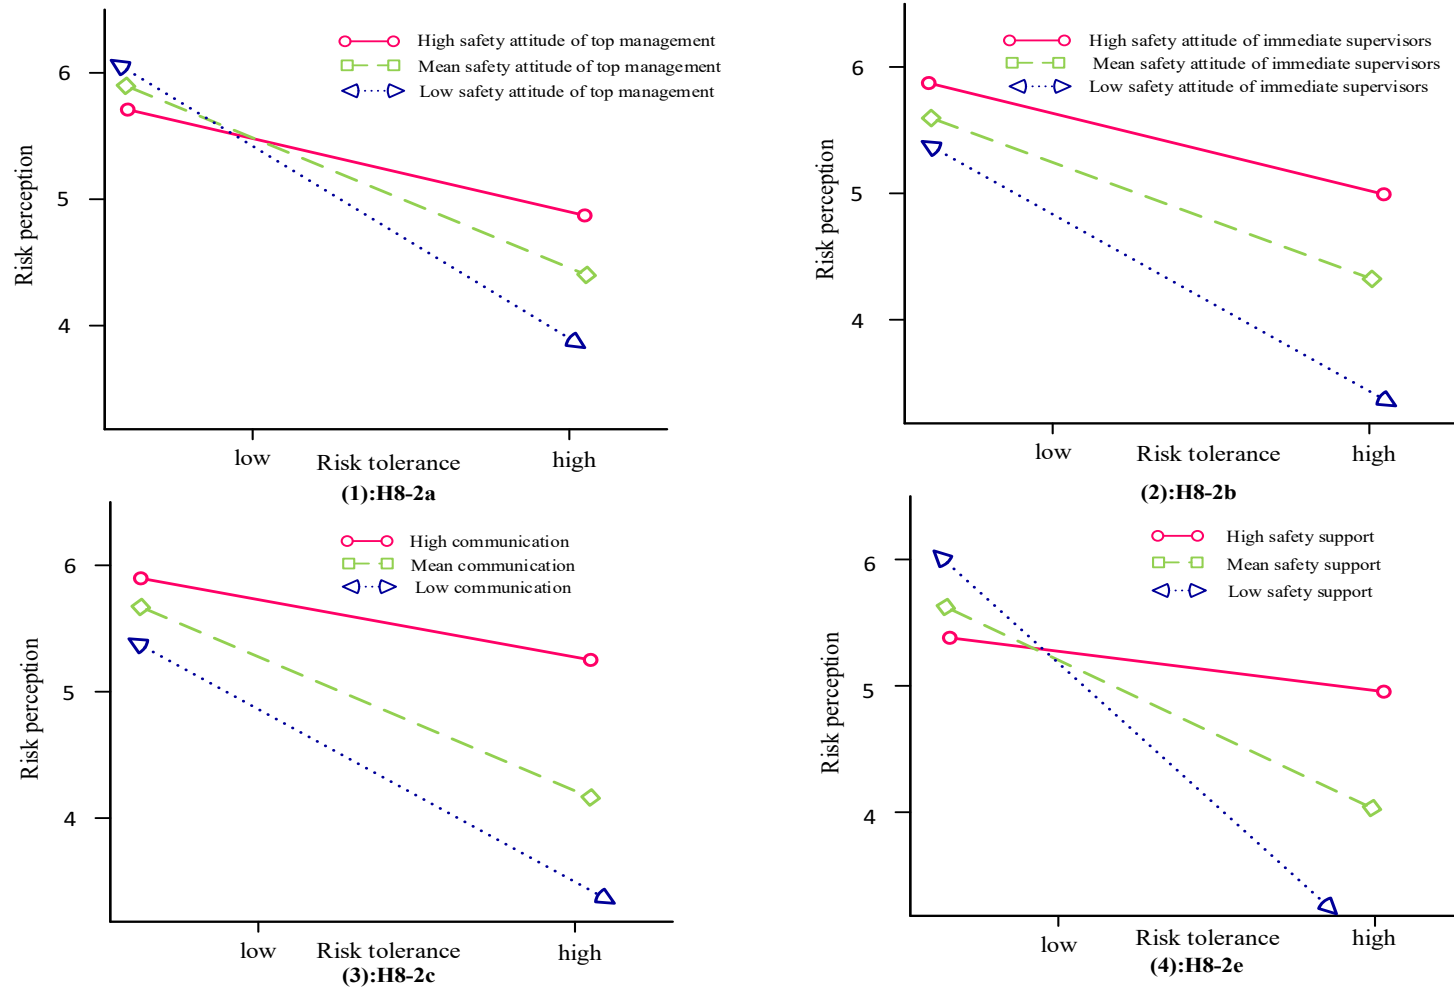 High safety attitude of top management
Mean safety attitude of top management
Low safety attitude of top management
6
5
4
Risk perception
low
high
Risk tolerance
(1):H8-2a
High safety attitude of immediate supervisors
Mean safety attitude of immediate supervisors
Low safety attitude of immediate supervisors
6
5
4
Risk perception
low
high
Risk tolerance
(2):H8-2b
High communication
Mean communication
Low communication
6
5
4
Risk perception
low
high
Risk tolerance
(3):H8-2c
High safety support
Mean safety support
Low safety support
6
5
4
Risk perception
low
high
Risk tolerance
(4):H8-2e